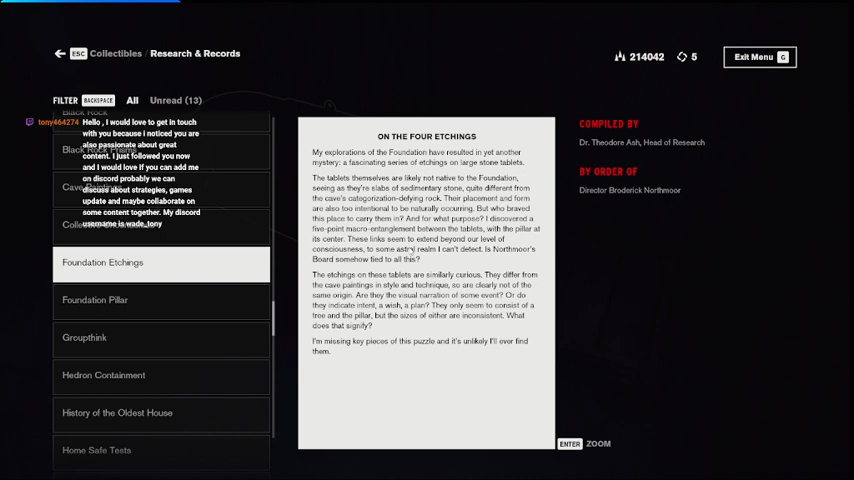 ESC Collectibles / Research & Records
214042 5 Exit Menu G
FILTER BACKSPACE All Unread (13)
Black Rock
tony464274 Hello , I would love to get in touch
with you because i noticed you are
also passionate about great
content. I just followed you now
and I would love if you can add me
on discord probably we can
discuss about strategies, games
update and maybe collaborate on
some content together. My discord
username is wade_tony
Black Rock Prisms
Cave Paintings
Foundation Etchings
Foundation Pillar
Groupthink
Hedron Containment
History of the Oldest House
Home Safe Tests
ON THE FOUR ETCHINGS
My explorations of the Foundation have resulted in yet another
mystery: a fascinating series of etchings on large stone tablets.
The tablets themselves are likely not native to the Foundation,
seeing as they're slabs of sedimentary stone, quite different from
the cave's categorization-defying rock. Their placement and form
are also too intentional to be naturally occurring. But who braved
this place to carry them in? And for what purpose? I discovered a
five-point macro-entanglement between the tablets, with the pillar at
its center. These links seem to extend beyond our level of
consciousness, to some astral realm I can't detect. Is Northmoor's
Board somehow tied to all this?
The etchings on these tablets are similarly curious. They differ from
the cave paintings in style and technique, so are clearly not of the
same origin. Are they the visual narration of some event? Or do
they indicate intent, a wish, a plan? They only seem to consist of a
tree and the pillar, but the sizes of either are inconsistent. What
does that signify?
I'm missing key pieces of this puzzle and it's unlikely I'll ever find
them.
COMPILED BY
Dr. Theodore Ash, Head of Research
BY ORDER OF
Director Broderick Northmoor
ENTER ZOOM